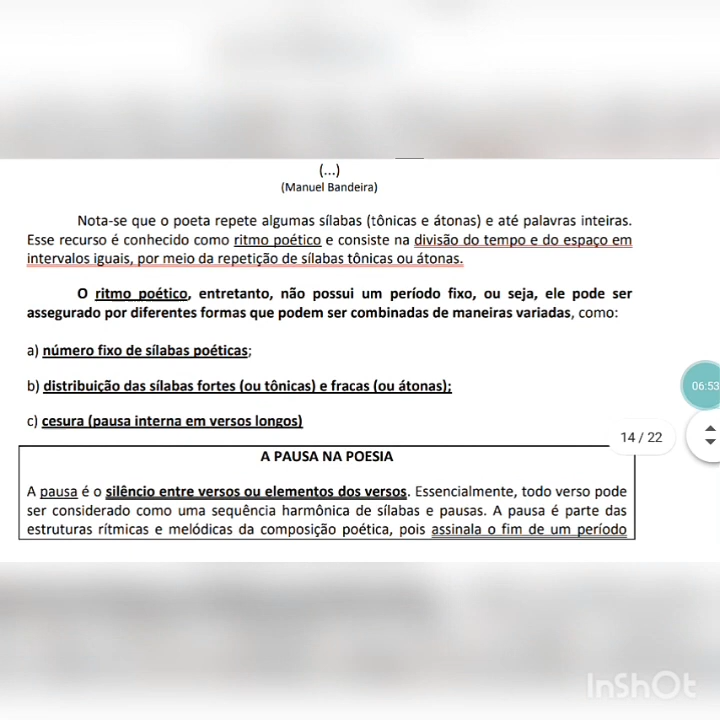 (...)
(Manuel Bandeira)
Nota-se que o poeta repete algumas sílabas (tônicas e átonas) e até palavras inteiras.
Esse recurso é conhecido como ritmo poético e consiste na divisão do tempo e do espaço em
intervalos iguais, por meio da repetição de sílabas tônicas ou átonas.
O ritmo poético, entretanto, não possui um período fixo, ou seja, ele pode ser
assegurado por diferentes formas que podem ser combinadas de maneiras variadas, como:
a) número fixo de sílabas poéticas;
b) distribuição das sílabas fortes (ou tônicas) e fracas (ou átonas);
06:53
c) cesura (pausa interna em versos longos)
14 / 22
A PAUSA NA POESIA
A pausa é o silêncio entre versos ou elementos dos versos. Essencialmente, todo verso pode
ser considerado como uma sequência harmônica de sílabas e pausas. A pausa é parte das
estruturas rítmicas e melódicas da composição poética, pois assinala o fim de um período
InShOt